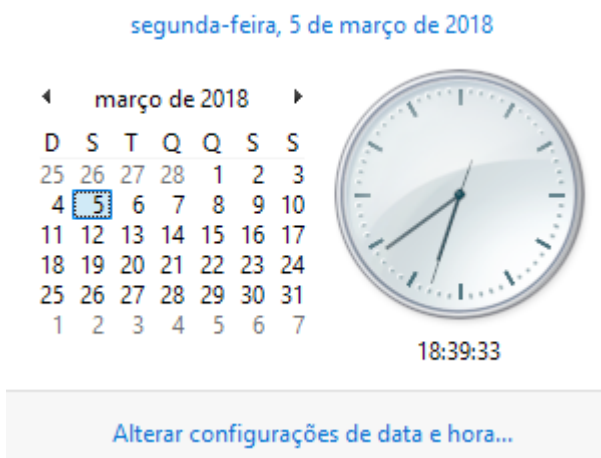 segunda-feira, 5 de março de 2018
março de 2018
D S T Q Q S S
25 26 27 28 1 2 3
4 5 6 7 8 9 10
11 12 13 14 15 16 17
18 19 20 21 22 23 24
25 26 27 28 29 30 31
1 2 3 4 5 6 7
18:39:33
Alterar configurações de data e hora...